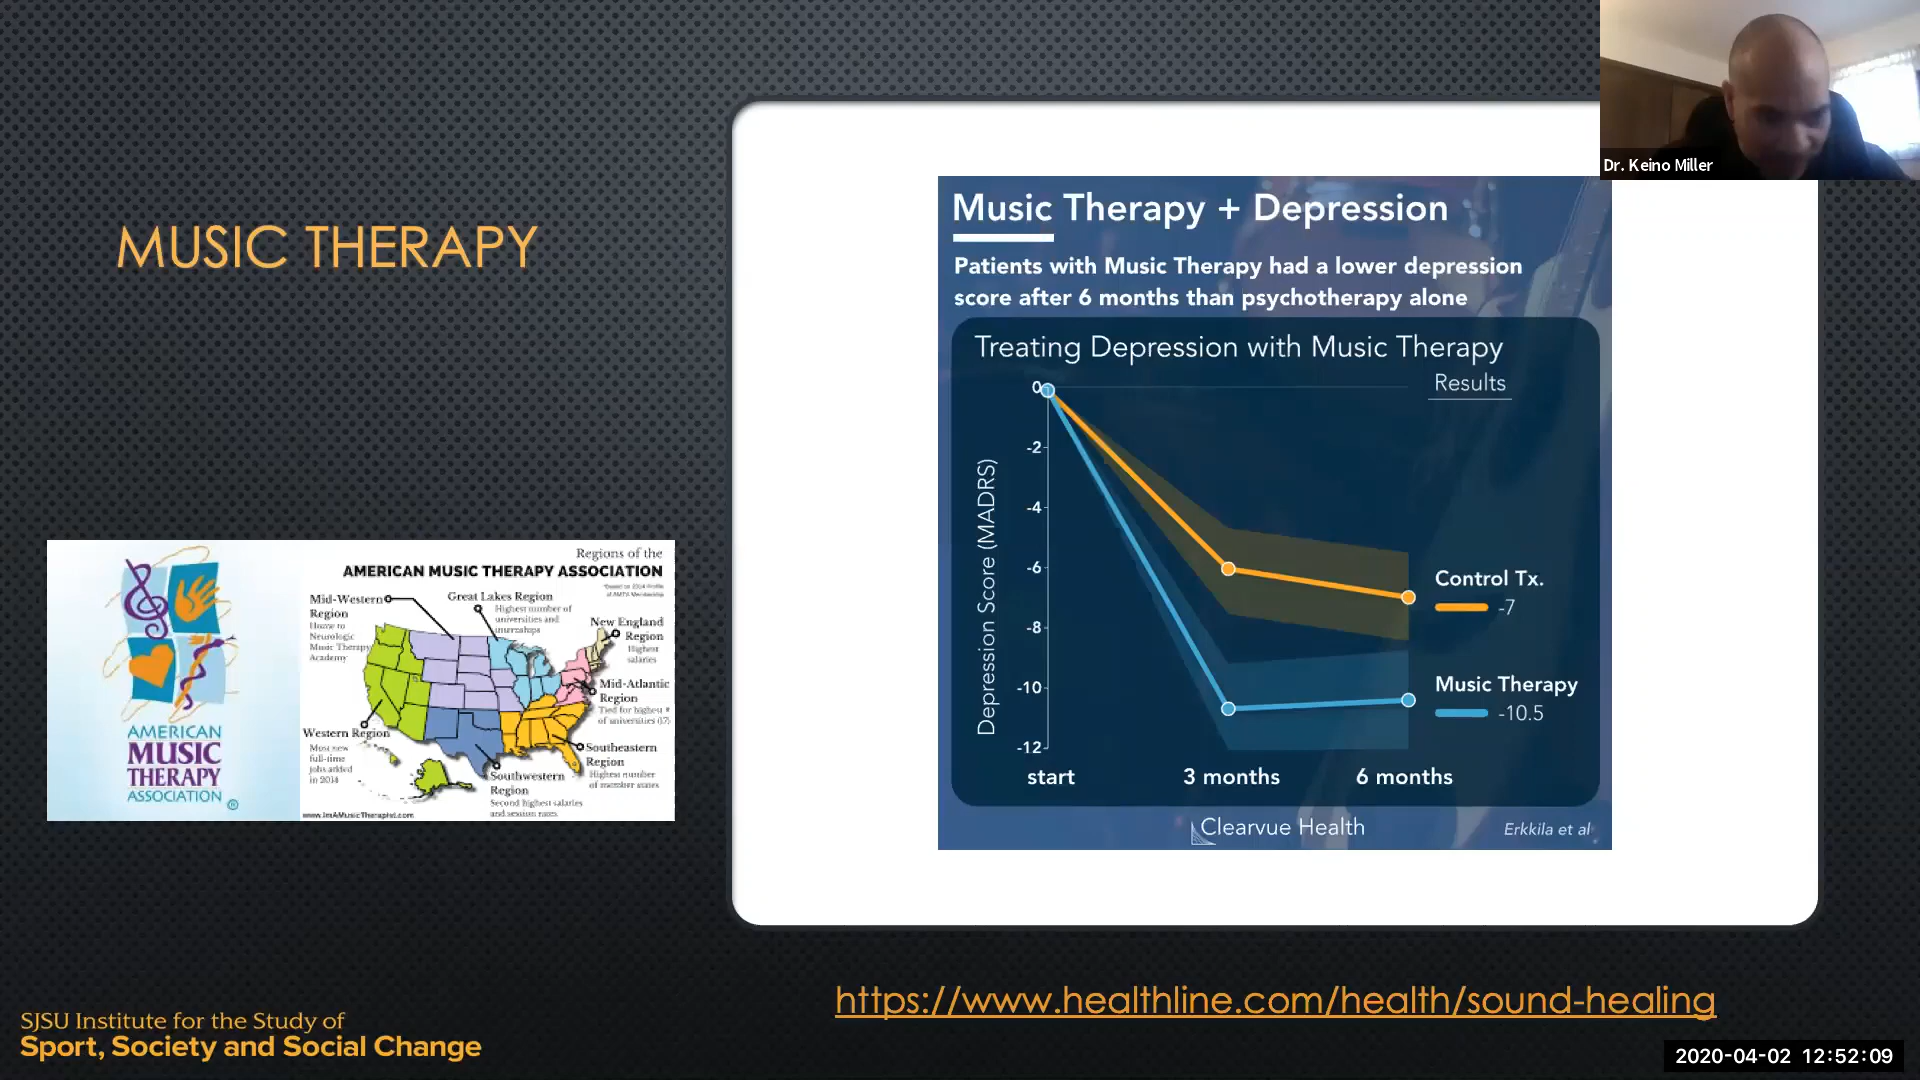 MUSIC THERAPY
Dr. Keino Miller
Music Therapy + Depression
Patients with Music Therapy had a lower depression
score after 6 months than psychotherapy alone
Treating Depression with Music Therapy
Results
Depression Score (MADRS)
0
-2
-4
-6
-8
-10
-12
start 3 months 6 months
Control Tx.
-7
Music Therapy
-10.5
Clearvue Health
Erkkila et al
AMERICAN
MUSIC
THERAPY
ASSOCIATION ®
Regions of the
AMERICAN MUSIC THERAPY ASSOCIATION
*Based on 2014 Profile
of AMTA Membership
Mid-Western
Region
Home to
Neurologic
Music Therapy
Academy
Great Lakes Region
Highest number of
universities and
internships
New England
Region
Highest
salaries
Mid-Atlantic
Region
Tied for highest #
of universities (17)
Western Region
Most new
full-time
jobs added
in 2014
Southeastern
Region
Highest number
of member states
Southwestern
Region
Second highest salaries
and session rates
www.ImAMusicTherapist.com
https://www.healthline.com/health/sound-healing
SJSU Institute for the Study of
Sport, Society and Social Change
2020-04-02 12:52:09